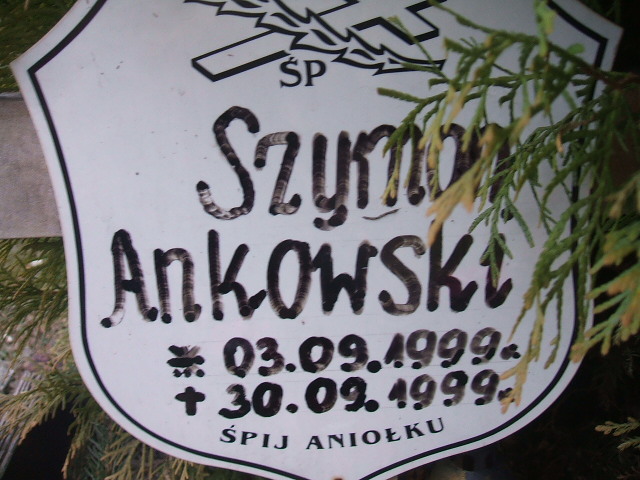 ŚP
Szymon
Ankowski
* 03.09.1999r.
+ 30.09.1999r.
ŚPIJ ANIOŁKU